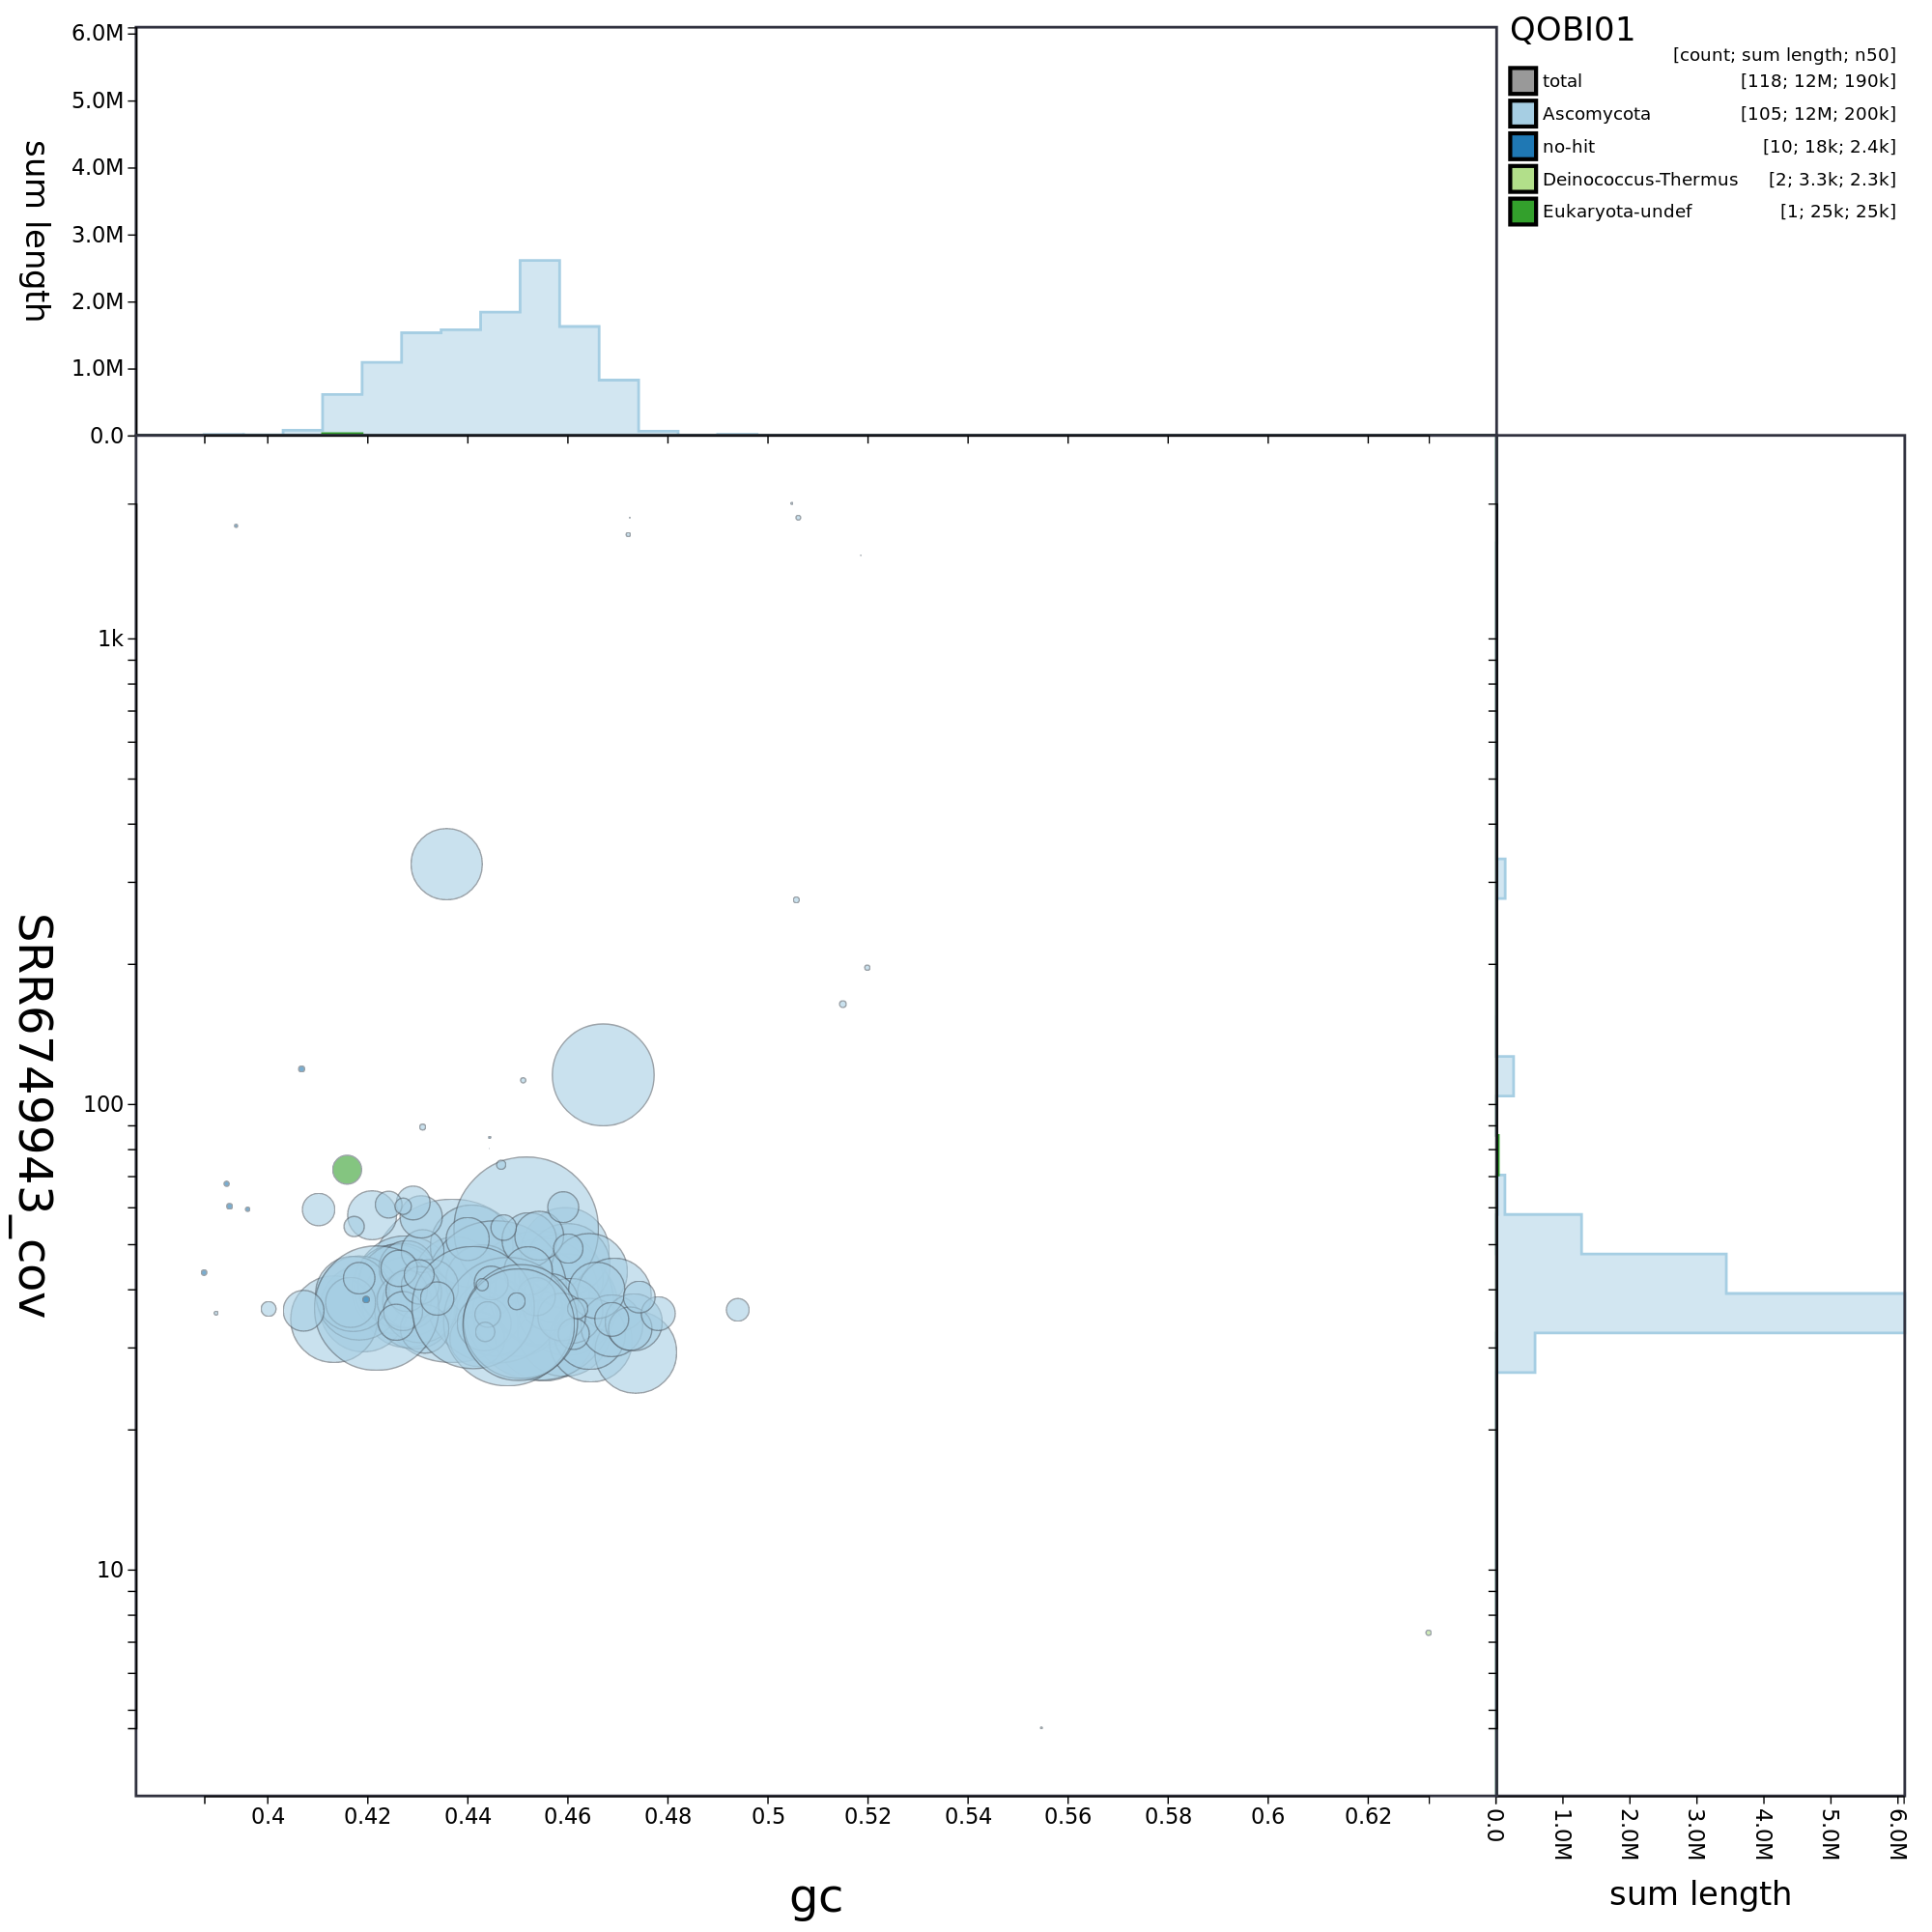 QOBI01
[count; sum length; n50]
total [118; 12M; 190k]
Ascomycota [105; 12M; 200k]
no-hit [10; 18k; 2.4k]
Deinococcus-Thermus [2; 3.3k; 2.3k]
Eukaryota-undef [1; 25k; 25k]
sum length
6.0M
5.0M
4.0M
3.0M
2.0M
1.0M
0.0
SRR6749943_cov
1k
100
10
0.4 0.42 0.44 0.46 0.48 0.5 0.52 0.54 0.56 0.58 0.6 0.62
gc
0.0 1.0M 2.0M 3.0M 4.0M 5.0M 6.0M
sum length